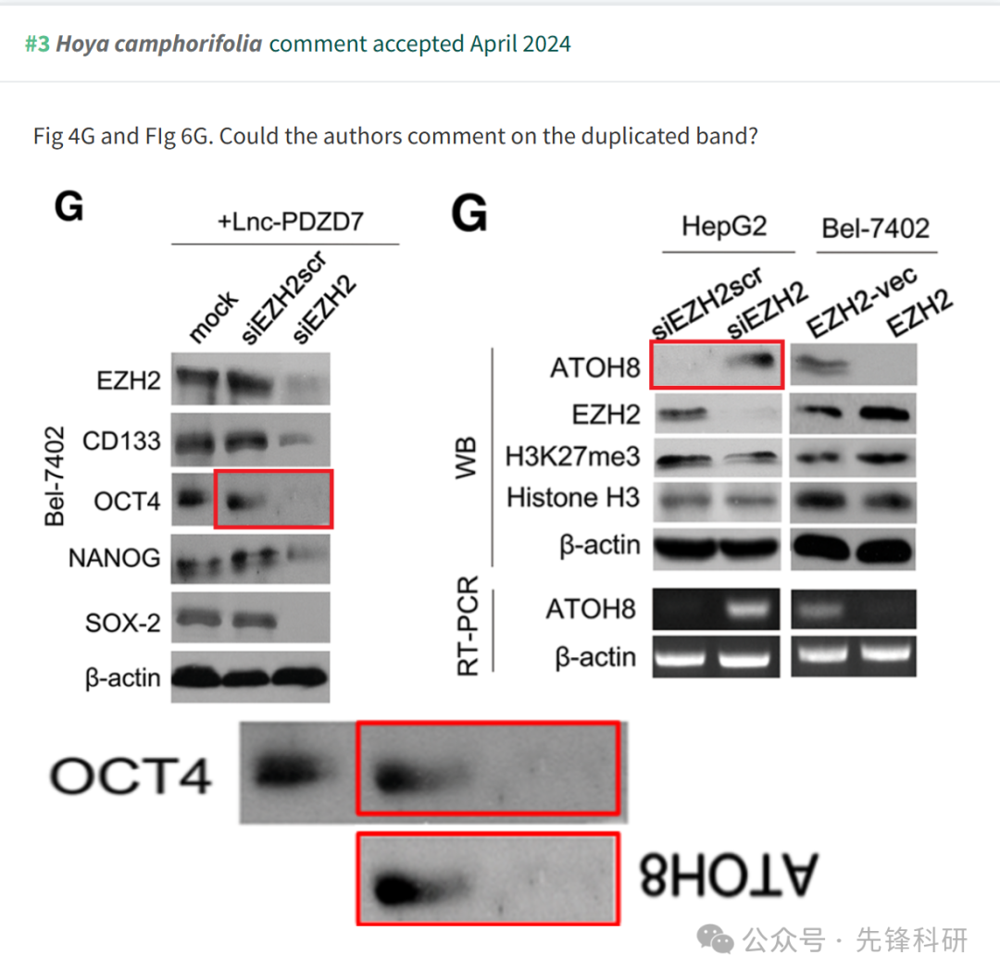 #3 Hoya camphorifolia comment accepted April 2024
Fig 4G and FIg 6G. Could the authors comment on the duplicated band?
G
+Lnc-PDZD7
mock siEZH2scr siEZH2
Bel-7402
EZH2
CD133
OCT4
NANOG
SOX-2
β-actin
G
HepG2 Bel-7402
siEZH2scr siEZH2 EZH2-vec EZH2
WB
ATOH8
EZH2
H3K27me3
Histone H3
β-actin
RT-PCR
ATOH8
β-actin
OCT4
ATOH8
公众号 · 先锋科研